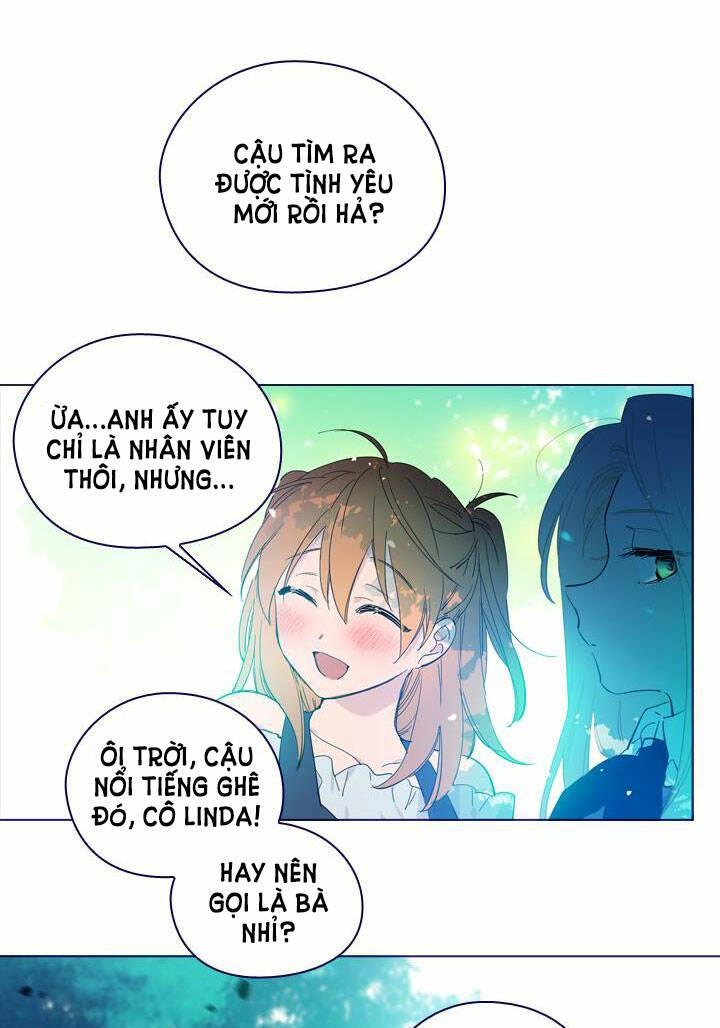 CẬU TÌM RA
ĐƯỢC TÌNH YÊU
MỚI RỒI HẢ?
ỪA...ANH ẤY TUY
CHỈ LÀ NHÂN VIÊN
THÔI, NHƯNG...
ÔI TRỜI, CẬU
NỔI TIẾNG GHÊ
ĐÓ, CÔ LINDA!
HAY NÊN
GỌI LÀ BÀ
NHỈ?